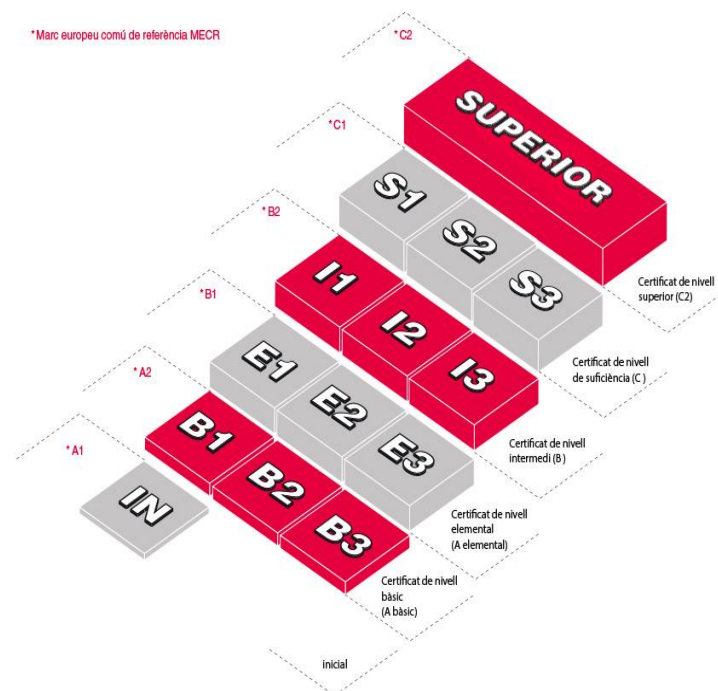 *Marc europeu comú de referència MECR
*C2
SUPERIOR
*C1
S1
S2
S3
Certificat de nivell
superior (C2)
*B2
I1
I2
I3
Certificat de nivell
de suficiència (C )
*B1
E1
E2
E3
Certificat de nivell
intermedi (B )
*A2
B1
B2
B3
Certificat de nivell
elemental
(A elemental)
*A1
IN
Certificat de nivell
bàsic
(A bàsic)
inicial